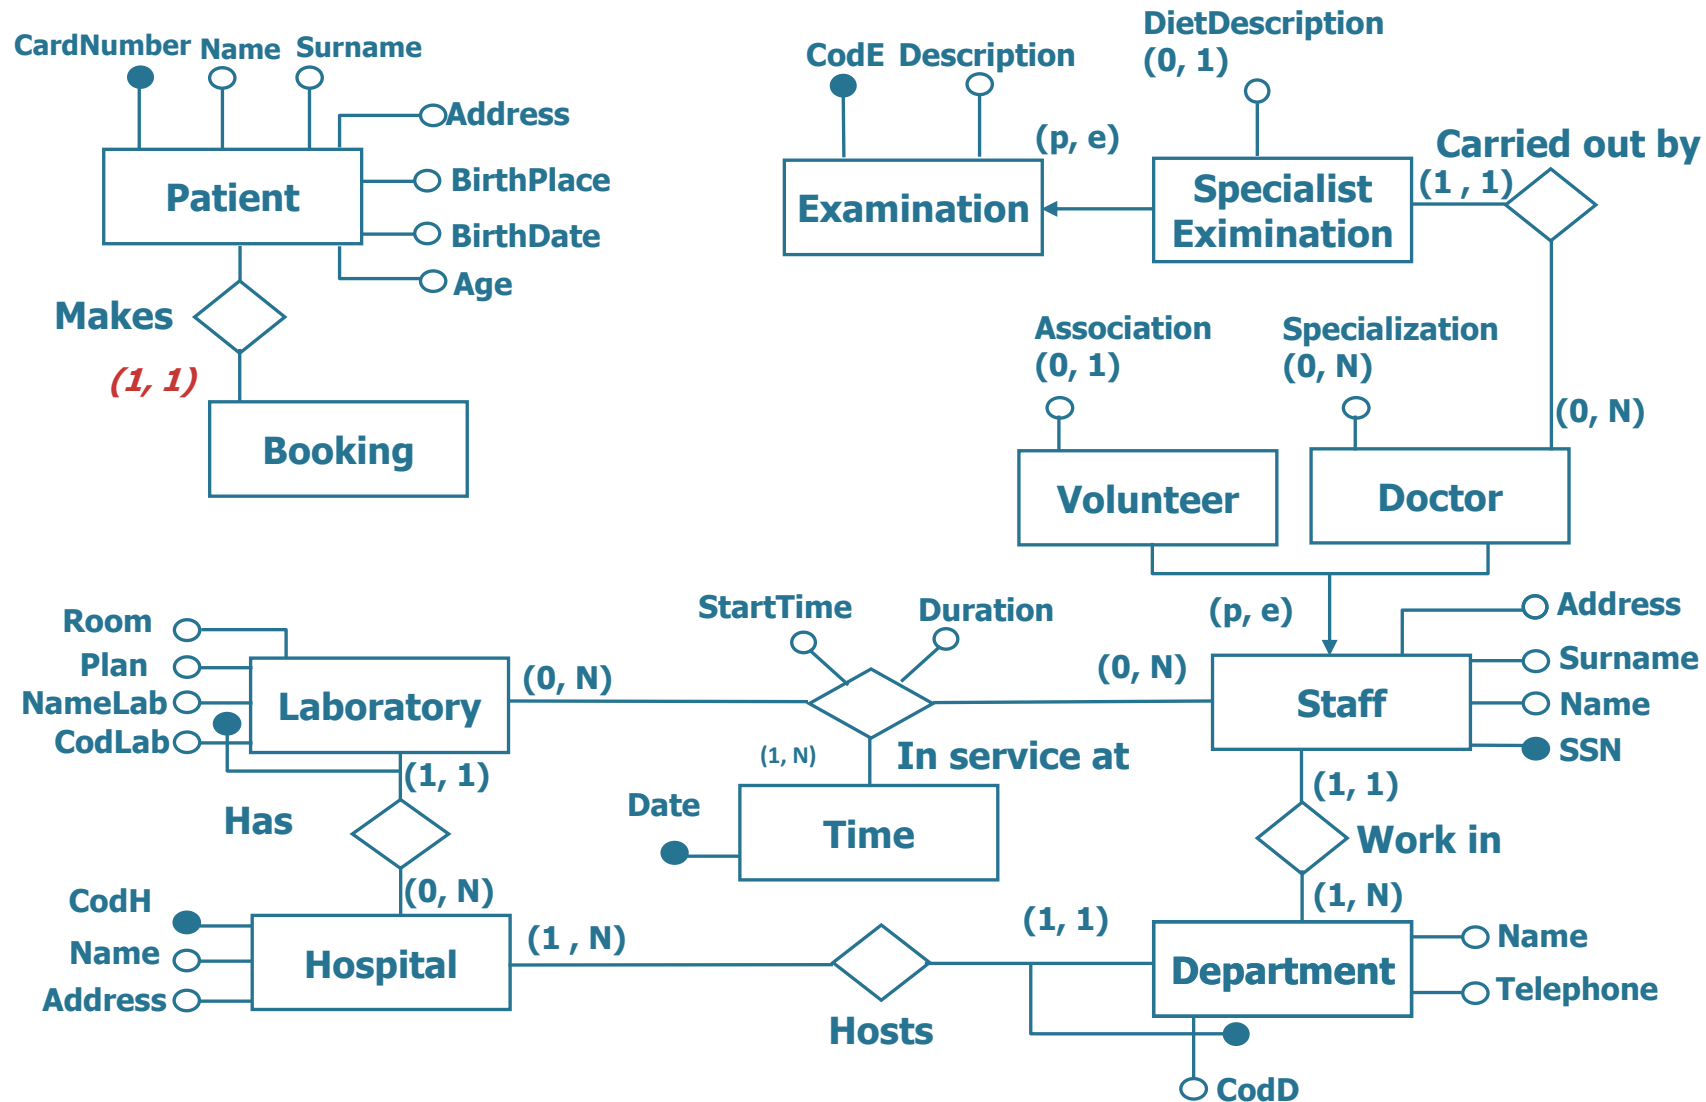 CardNumber
Name
Surname
Address
Patient
BirthPlace
BirthDate
Age
Makes
(1, 1)
Booking
CodE
Description
DietDescription
(0, 1)
(p, e)
Carried out by
(1 , 1)
Examination
Specialist
Eximination
Association
(0, 1)
Specialization
(0, N)
(0, N)
Volunteer
Doctor
Room
Plan
NameLab
CodLab
Laboratory
(0, N)
StartTime
Duration
(p, e)
(0, N)
Address
Surname
Name
SSN
Staff
(1, 1)
Has
(1, N)
In service at
Date
Time
(1, 1)
Work in
(0, N)
(1, N)
CodH
Name
Address
Hospital
(1 , N)
Hosts
(1, 1)
Department
Name
Telephone
CodD